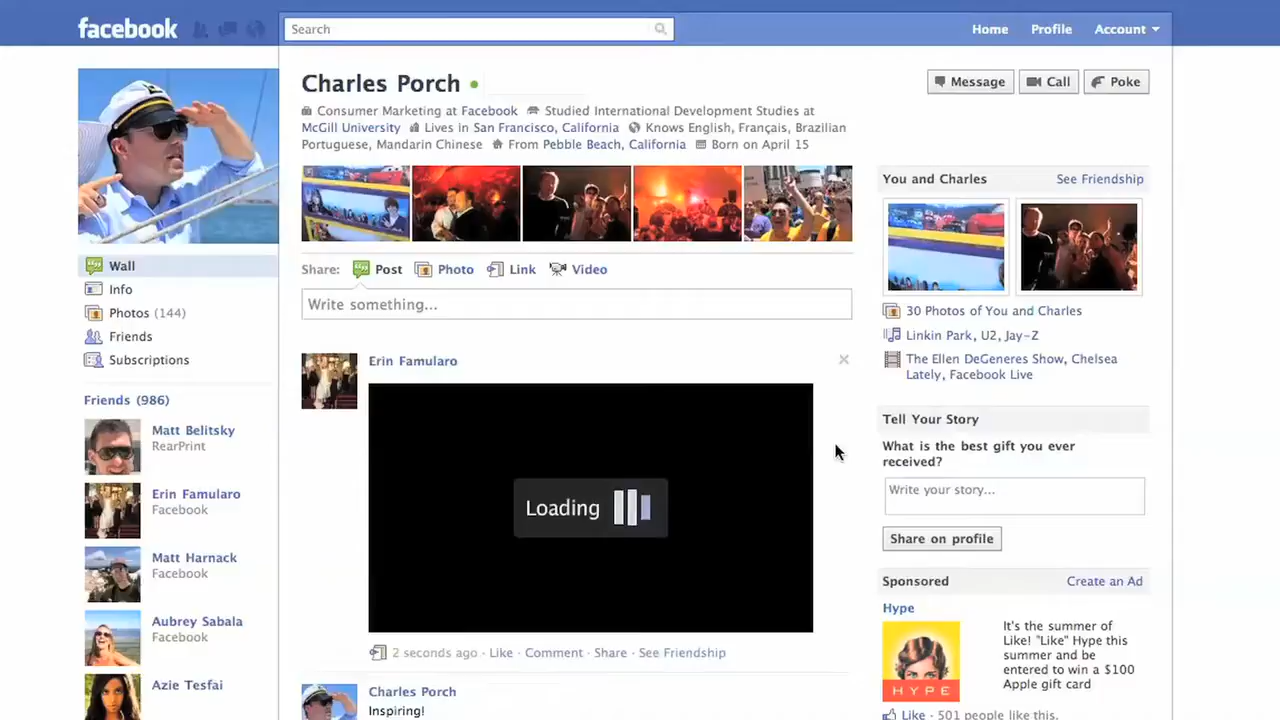 facebook
Search
Home
Profile
Account
Charles Porch
Message
Call
Poke
Consumer Marketing at Facebook Studied International Development Studies at
McGill University Lives in San Francisco, California Knows English, Français, Brazilian
Portuguese, Mandarin Chinese From Pebble Beach, California Born on April 15
Wall
Info
Photos (144)
Friends
Subscriptions
Friends (986)
Matt Belitsky
RearPrint
Erin Famularo
Facebook
Matt Harnack
Facebook
Aubrey Sabala
Facebook
Azie Tesfai
Share: Post Photo Link Video
Write something...
Erin Famularo
Loading
2 seconds ago · Like · Comment · Share · See Friendship
Charles Porch
Inspiring!
You and Charles
See Friendship
30 Photos of You and Charles
Linkin Park, U2, Jay-Z
The Ellen DeGeneres Show, Chelsea
Lately, Facebook Live
Tell Your Story
What is the best gift you ever
received?
Write your story...
Share on profile
Sponsored
Create an Ad
Hype
HYPE
It's the summer of
Like! "Like" Hype this
summer and be
entered to win a $100
Apple gift card
Like · 501 people like this.